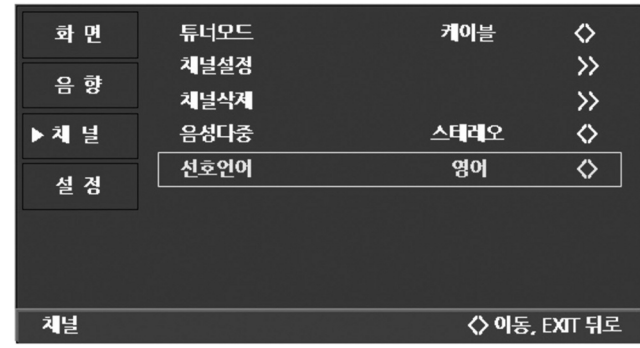 화 면
음 향
▶채 널
설 정
튜너모드 케이블 <>
채널설정 >>
채널삭제 >>
음성다중 스테레오 <>
선호언어 영어 <>
채널 <> 이동, EXIT 뒤로